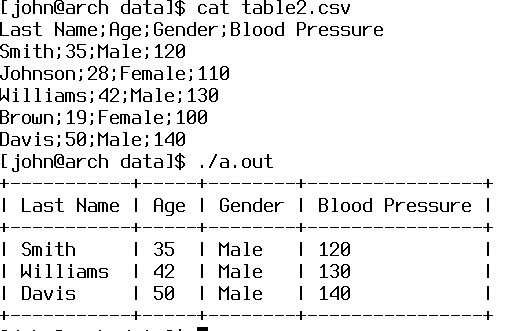 [john@arch data]$ cat table2.csv
Last Name;Age;Gender;Blood Pressure
Smith;35;Male;120
Johnson;28;Female;110
Williams;42;Male;130
Brown;19;Female;100
Davis;50;Male;140
[john@arch data]$ ./a.out
+-----------+-----+--------+----------------+
| Last Name | Age | Gender | Blood Pressure |
+-----------+-----+--------+----------------+
| Smith     | 35  | Male   | 120            |
| Williams  | 42  | Male   | 130            |
| Davis     | 50  | Male   | 140            |
+-----------+-----+--------+----------------+